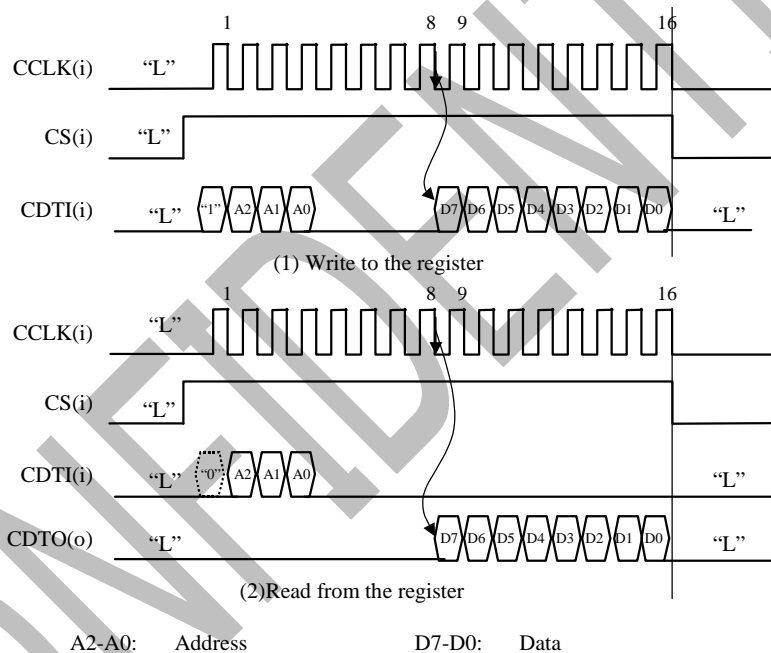 1 8 9 16
CCLK(i) “L”
CS(i) “L”
CDTI(i) “L” “1” A2 A1 A0 D7 D6 D5 D4 D3 D2 D1 D0 “L”
(1) Write to the register
1 8 9 16
CCLK(i) “L”
CS(i) “L”
CDTI(i) “L” “0” A2 A1 A0 “L”
CDTO(o) “L” D7 D6 D5 D4 D3 D2 D1 D0 “L”
(2)Read from the register
A2-A0: Address D7-D0: Data